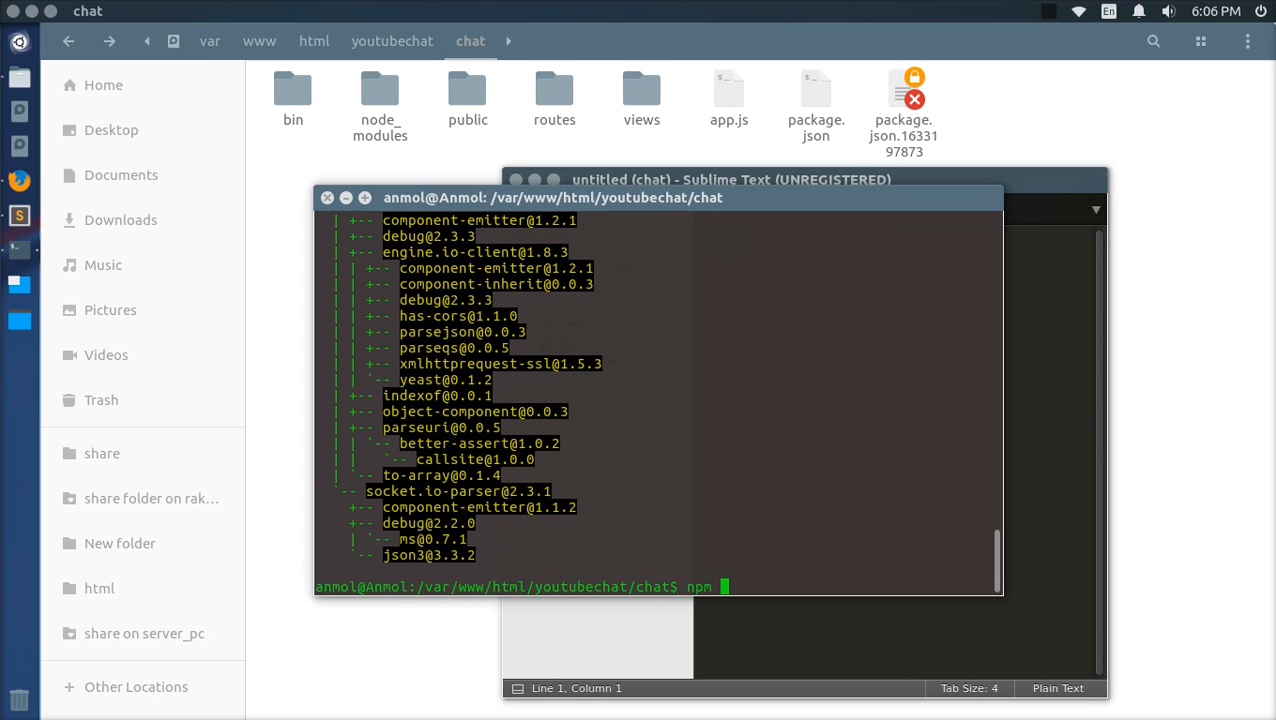 chat
En
6:06 PM
var
www
html
youtubechat
chat
Home
Desktop
Documents
Downloads
Music
Pictures
Videos
Trash
share
share folder on rak...
New folder
html
share on server_pc
+ Other Locations
bin
node_
modules
public
routes
views
app.js
package.
json
package.
json.16331
97873
untitled (chat) - Sublime Text (UNREGISTERED)
anmol@Anmol: /var/www/html/youtubechat/chat
| +-- component-emitter@1.2.1
| +-- debug@2.3.3
| +-- engine.io-client@1.8.3
| | +-- component-emitter@1.2.1
| | +-- component-inherit@0.0.3
| | +-- debug@2.3.3
| | +-- has-cors@1.1.0
| | +-- parsejson@0.0.3
| | +-- parseqs@0.0.5
| | +-- xmlhttprequest-ssl@1.5.3
| | `-- yeast@0.1.2
| +-- indexof@0.0.1
| +-- object-component@0.0.3
| +-- parseuri@0.0.5
| | `-- better-assert@1.0.2
| |   `-- callsite@1.0.0
| `-- to-array@0.1.4
`-- socket.io-parser@2.3.1
  +-- component-emitter@1.1.2
  +-- debug@2.2.0
  | `-- ms@0.7.1
  `-- json3@3.3.2
anmol@Anmol:/var/www/html/youtubechat/chat$ npm
Line 1, Column 1
Tab Size: 4
Plain Text